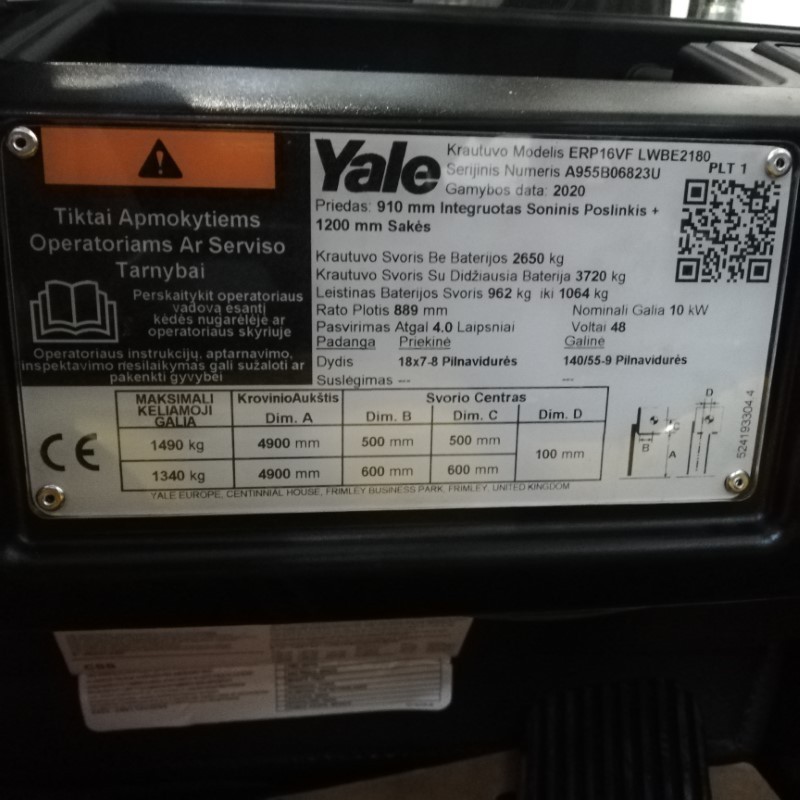 Tiktai Apmokytiems
Operatoriams Ar Serviso
Tarnybai
Perskaitykit operatoriaus
vadovą esantį
kėdės nugarėlėje ar
operatoriaus skyriuje
Operatoriaus instrukcijų, aptarnavimo,
inspektavimo nesilaikymas gali sužaloti ar
pakenkti gyvybei
Yale
Krautuvo Modelis ERP16VF LWBE2180
Serijinis Numeris A955B06823U
Gamybos data: 2020
PLT 1
Priedas: 910 mm Integruotas Soninis Poslinkis +
1200 mm Sakės
Krautuvo Svoris Be Baterijos 2650 kg
Krautuvo Svoris Su Didžiausia Baterija 3720 kg
Leistinas Baterijos Svoris 962 kg iki 1064 kg
Rato Plotis 889 mm Nominali Galia 10 kW
Pasvirimas Atgal 4.0 Laipsniai Voltai 48
Padanga Priekinė Galinė
Dydis 18x7-8 Pilnavidurės 140/55-9 Pilnavidurės
Suslėgimas --- ---
CE
MAKSIMALI KELIAMOJI GALIA KrovinioAukštis Svorio Centras
Dim. A Dim. B Dim. C Dim. D
1490 kg 4900 mm 500 mm 500 mm 100 mm
1340 kg 4900 mm 600 mm 600 mm
D
C
B A
524193304.4
YALE EUROPE, CENTINNIAL HOUSE, FRIMLEY BUSINESS PARK, FRIMLEY, UNITED KINGDOM